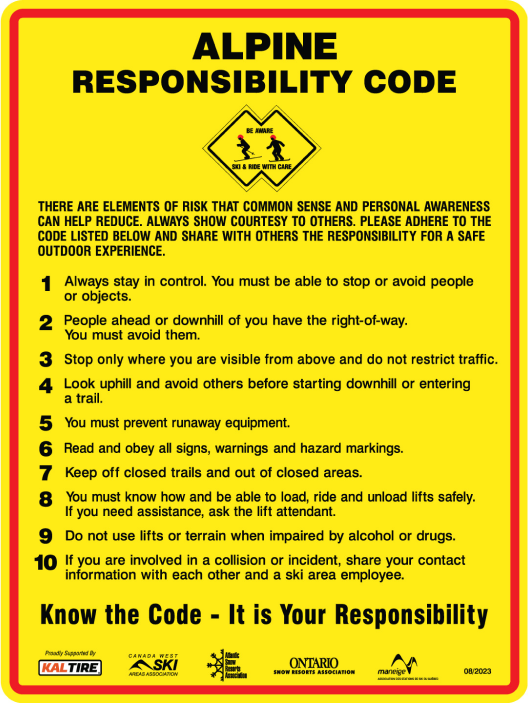 ALPINE
RESPONSIBILITY CODE
BE AWARE
SKI & RIDE WITH CARE
THERE ARE ELEMENTS OF RISK THAT COMMON SENSE AND PERSONAL AWARENESS
CAN HELP REDUCE. ALWAYS SHOW COURTESY TO OTHERS. PLEASE ADHERE TO THE
CODE LISTED BELOW AND SHARE WITH OTHERS THE RESPONSIBILITY FOR A SAFE
OUTDOOR EXPERIENCE.
1 Always stay in control. You must be able to stop or avoid people
or objects.
2 People ahead or downhill of you have the right-of-way.
You must avoid them.
3 Stop only where you are visible from above and do not restrict traffic.
4 Look uphill and avoid others before starting downhill or entering
a trail.
5 You must prevent runaway equipment.
6 Read and obey all signs, warnings and hazard markings.
7 Keep off closed trails and out of closed areas.
8 You must know how and be able to load, ride and unload lifts safely.
If you need assistance, ask the lift attendant.
9 Do not use lifts or terrain when impaired by alcohol or drugs.
10 If you are involved in a collision or incident, share your contact
information with each other and a ski area employee.
Know the Code - It is Your Responsibility
Proudly Supported By
KALTIRE
CANADA WEST
SKI
AREAS ASSOCIATION
Atlantic
Snow
Resorts
Association
ONTARIO
SNOW RESORTS ASSOCIATION
maneige
ASSOCIATION DES STATIONS DE SKI DU QUÉBEC
08/2023